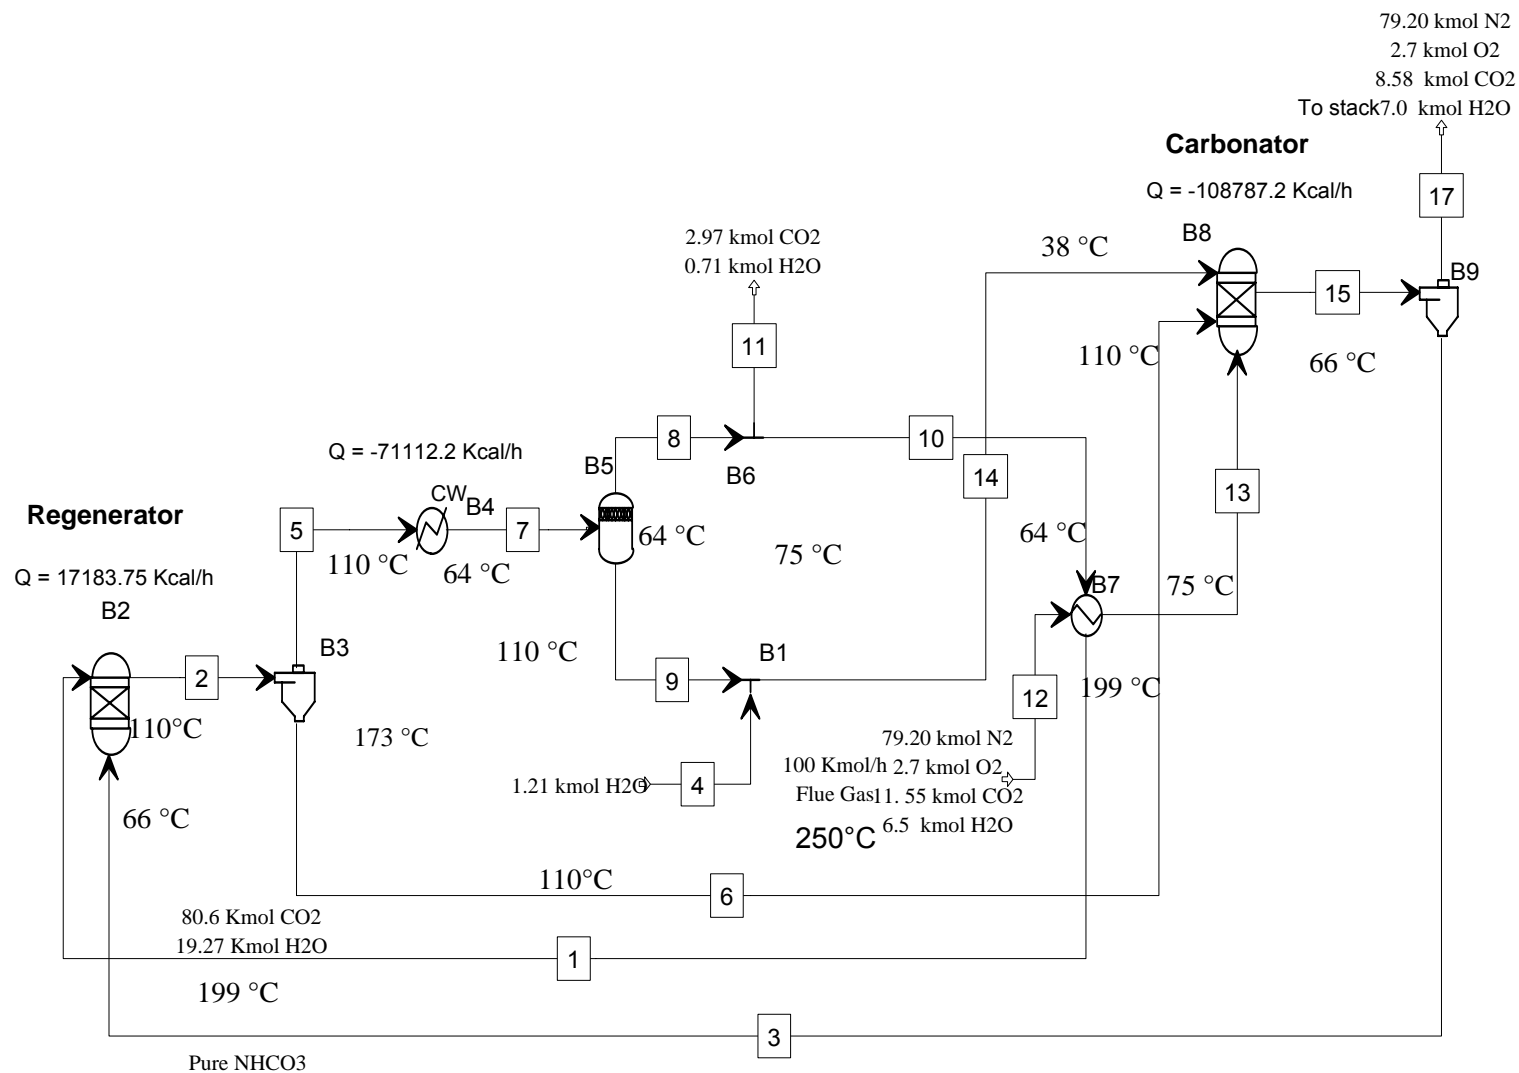 79.20 kmol N2
2.7 kmol O2
8.58 kmol CO2
To stack7.0 kmol H2O
Carbonator
Q = -108787.2 Kcal/h
17
2.97 kmol CO2
0.71 kmol H2O
38 °C
B8
B9
15
11
110 °C
66 °C
Q = -71112.2 Kcal/h
8
10
B5
B6
14
13
Regenerator
CW
B4
5
7
110 °C
64 °C
64 °C
75 °C
64 °C
Q = 17183.75 Kcal/h
B2
B7
75 °C
B3
110 °C
B1
2
9
12
199 °C
110°C
173 °C
79.20 kmol N2
100 Kmol/h 2.7 kmol O2
1.21 kmol H2O
4
Flue Gas11. 55 kmol CO2
6.5 kmol H2O
250°C
66 °C
110°C
6
80.6 Kmol CO2
19.27 Kmol H2O
1
199 °C
3
Pure NHCO3